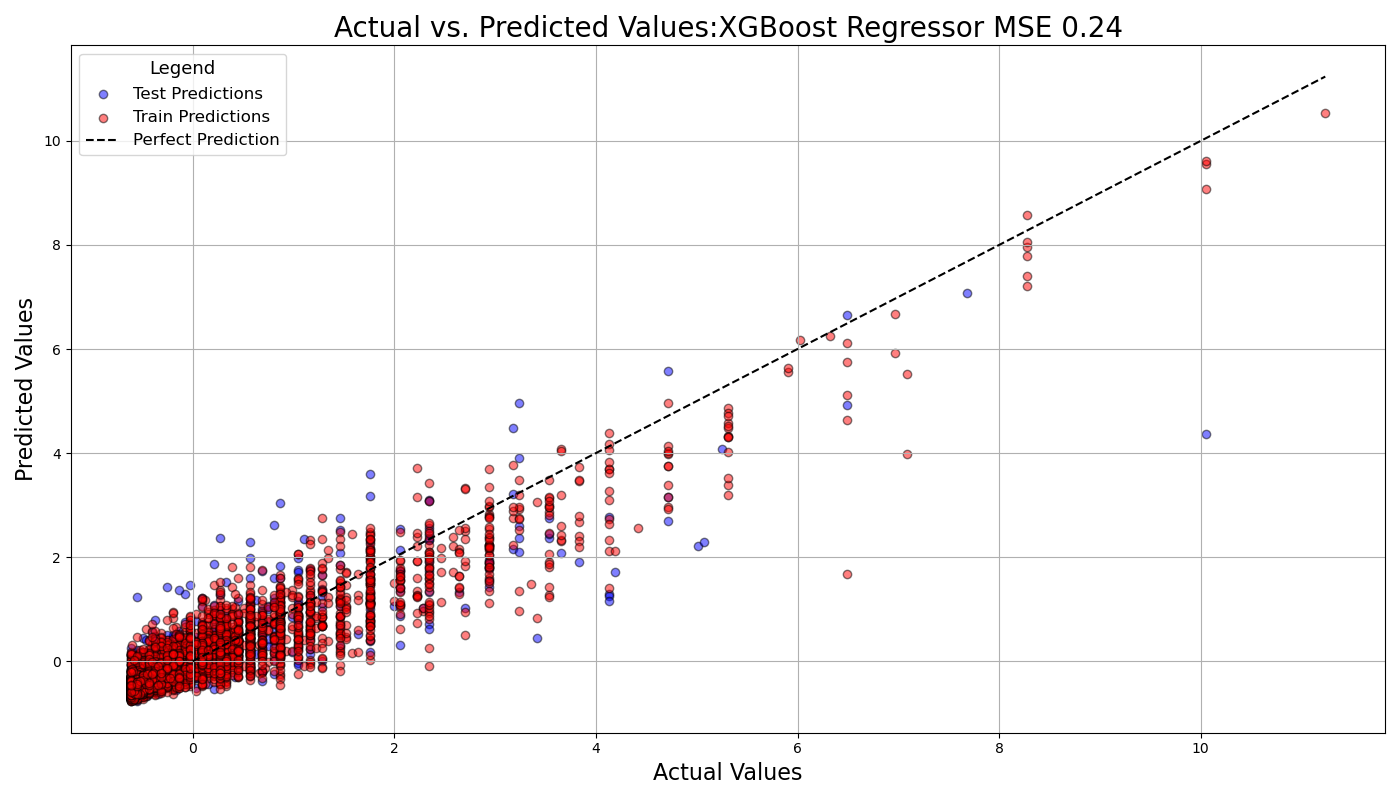 Actual vs. Predicted Values:XGBoost Regressor MSE 0.24
Legend
Test Predictions
Train Predictions
Perfect Prediction
Predicted Values
10
8
6
4
2
0
0 2 4 6 8 10
Actual Values